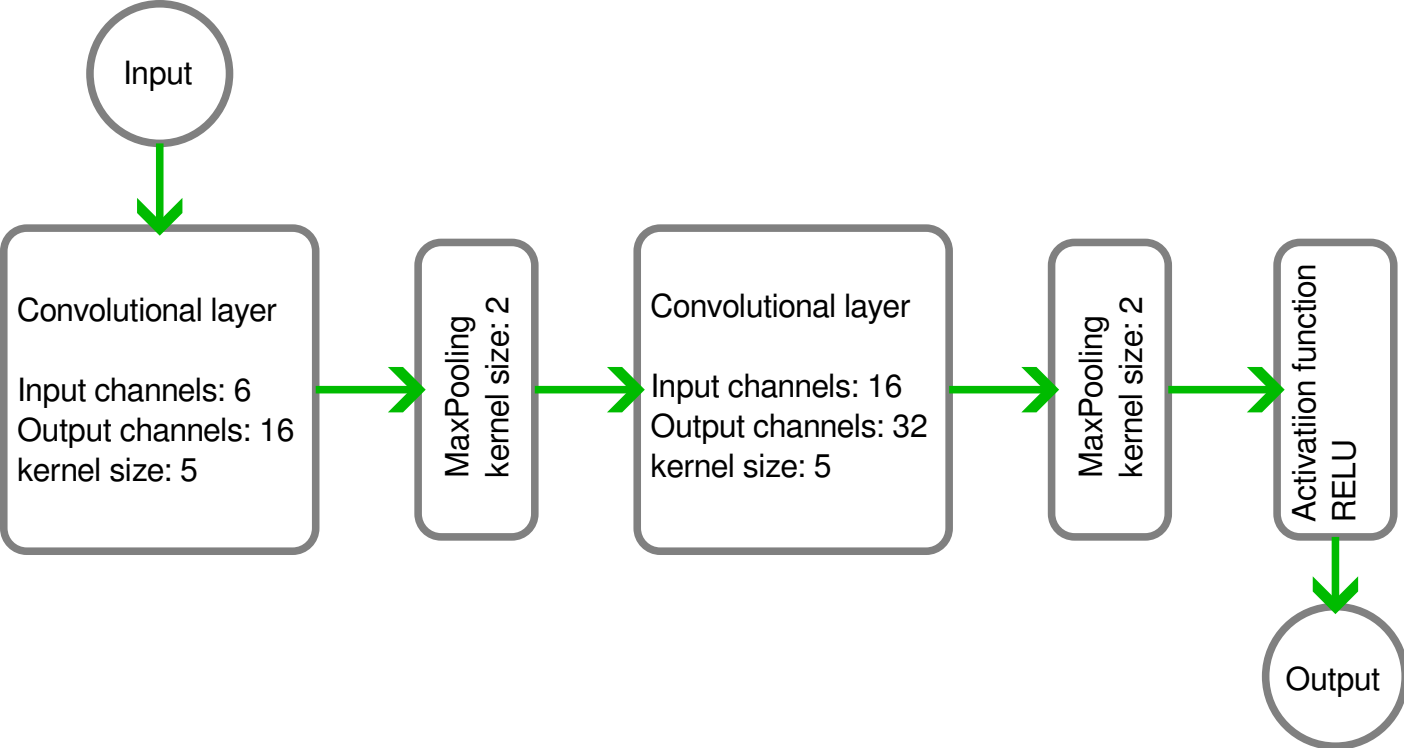 Input
Convolutional layer
Input channels: 6
Output channels: 16
kernel size: 5
MaxPooling
kernel size: 2
Convolutional layer
Input channels: 16
Output channels: 32
kernel size: 5
MaxPooling
kernel size: 2
Activatiion function
RELU
Output